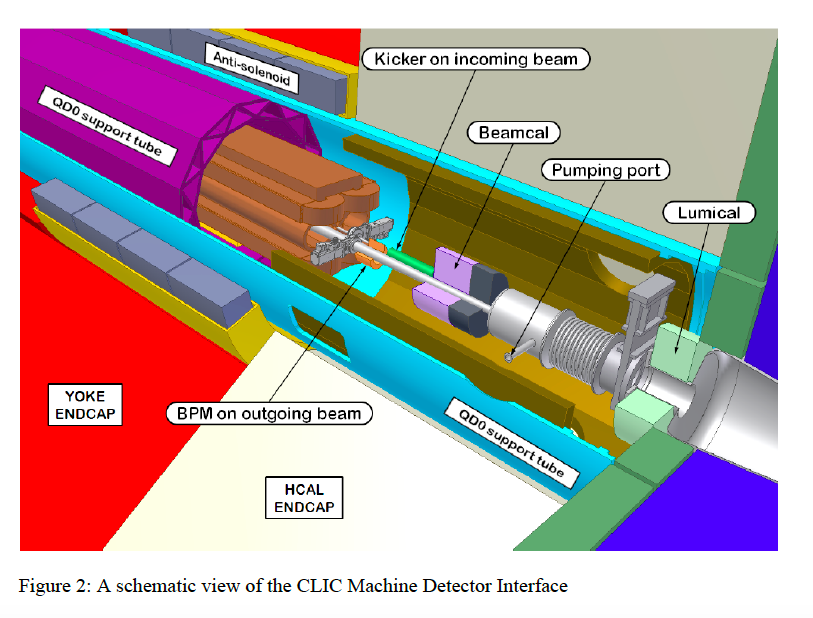 Anti-solenoid
Kicker on incoming beam
QD0 support tube
Beamcal
Pumping port
Lumical
YOKE
ENDCAP
BPM on outgoing beam
QD0 support tube
HCAL
ENDCAP
Figure 2: A schematic view of the CLIC Machine Detector Interface